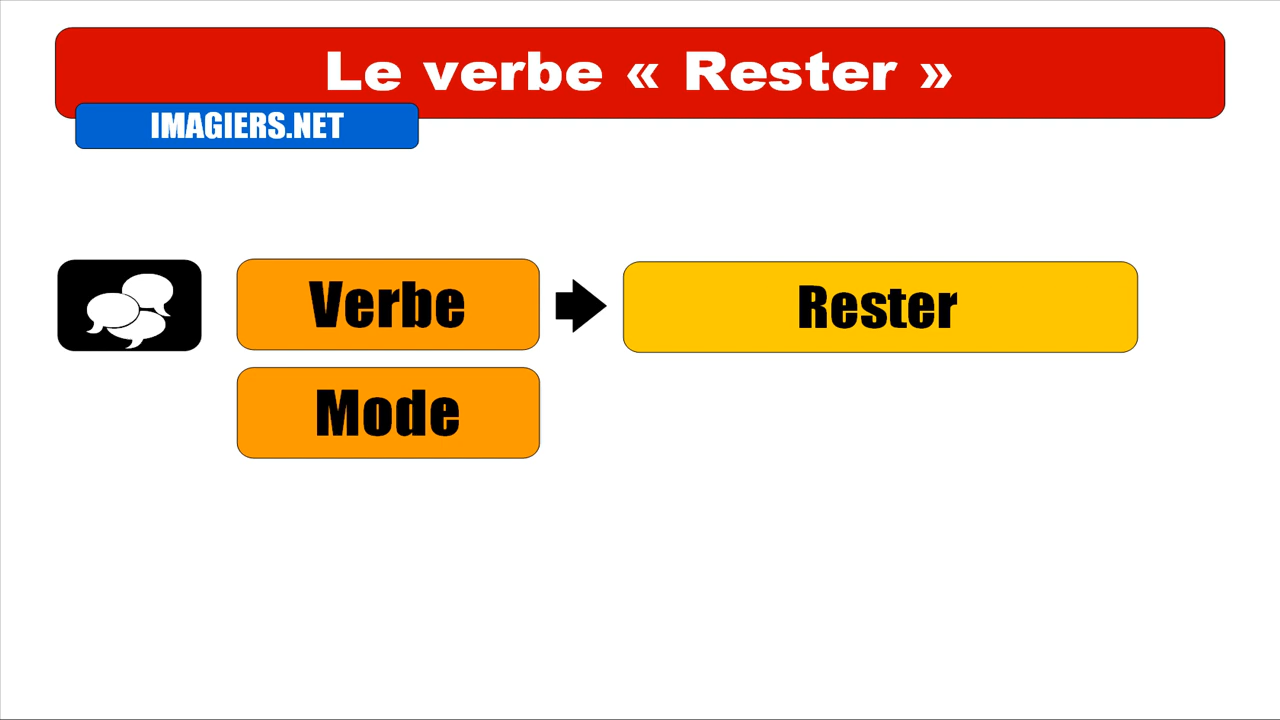 Le verbe « Rester »
IMAGIERS.NET
Verbe
Rester
Mode